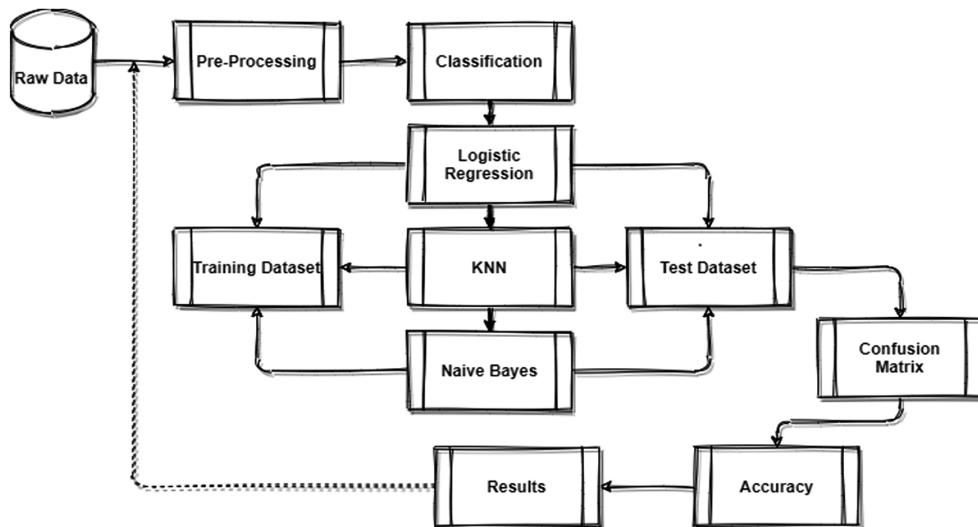 Raw Data
Pre-Processing
Classification
Logistic
Regression
Training Dataset
KNN
Test Dataset
Naive Bayes
Confusion
Matrix
Results
Accuracy